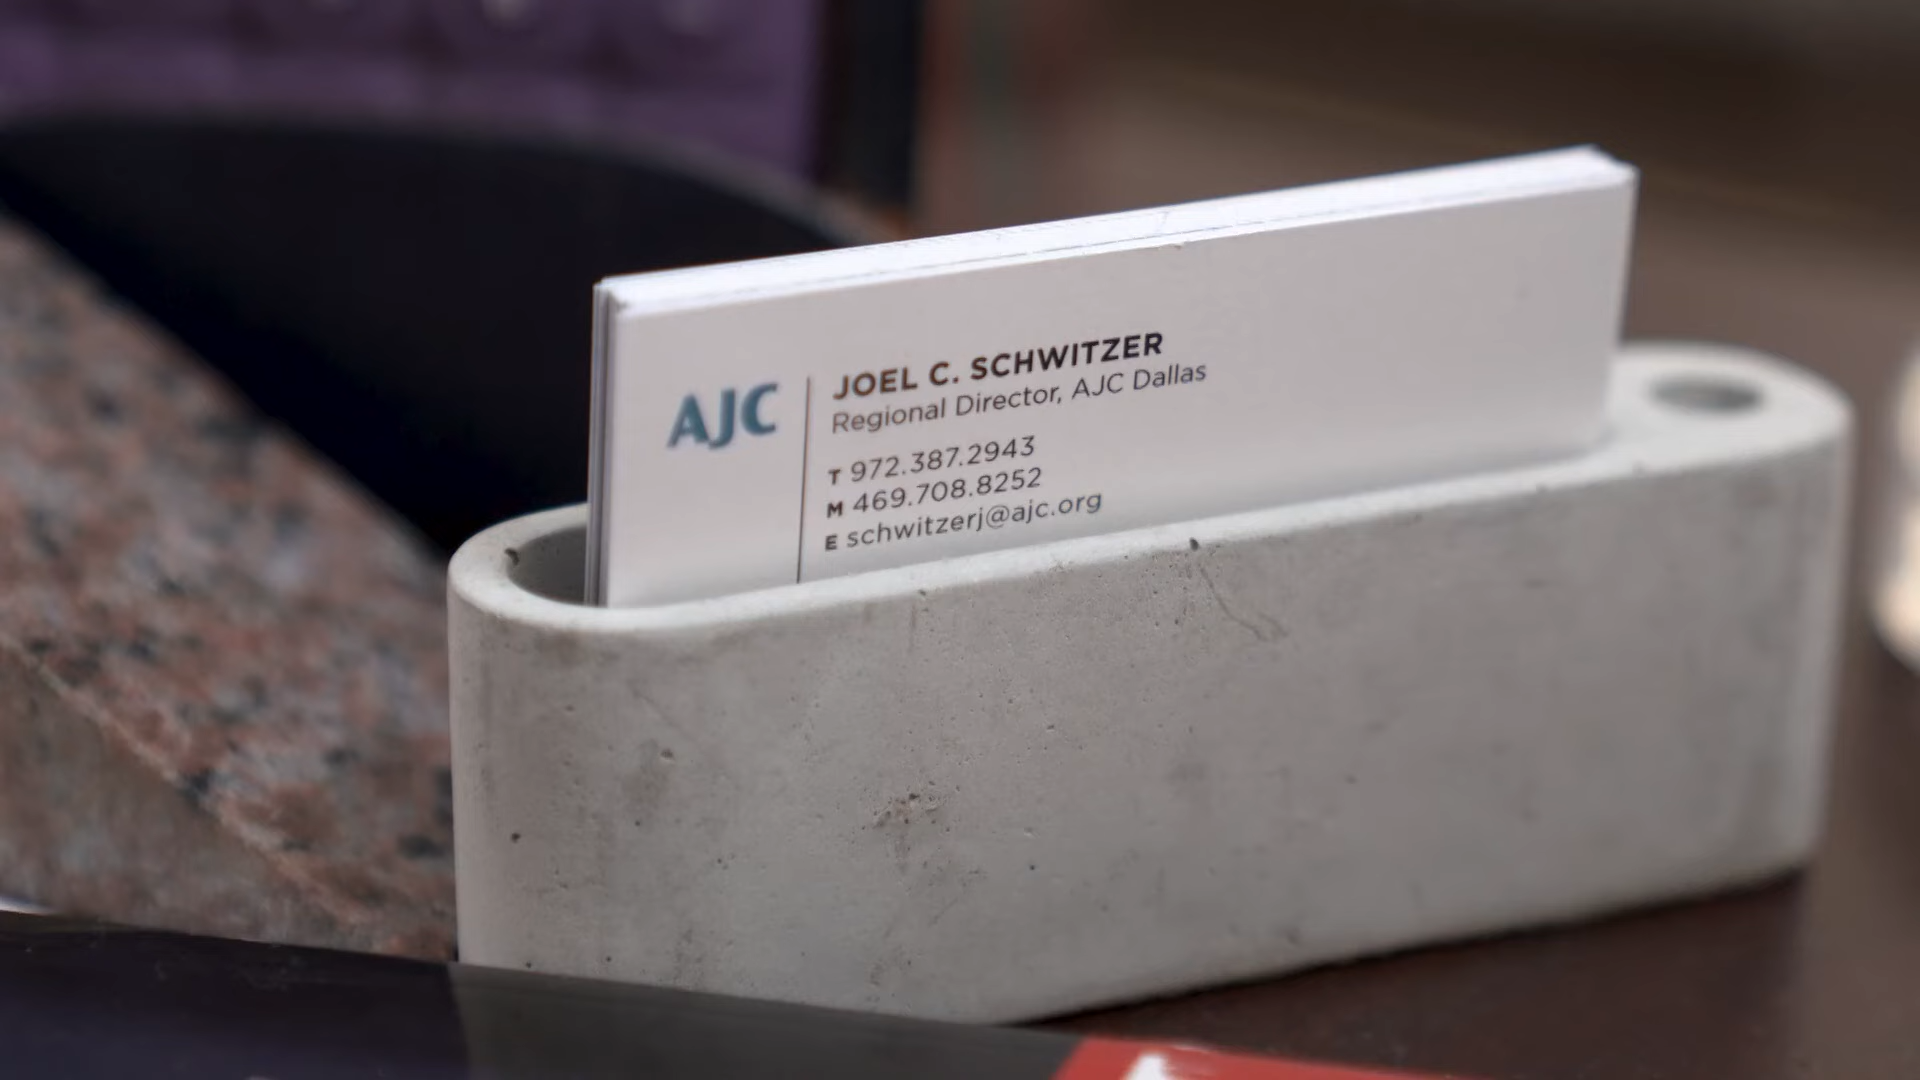 AJC
JOEL C. SCHWITZER
Regional Director, AJC Dallas
T 972.387.2943
M 469.708.8252
E schwitzerj@ajc.org